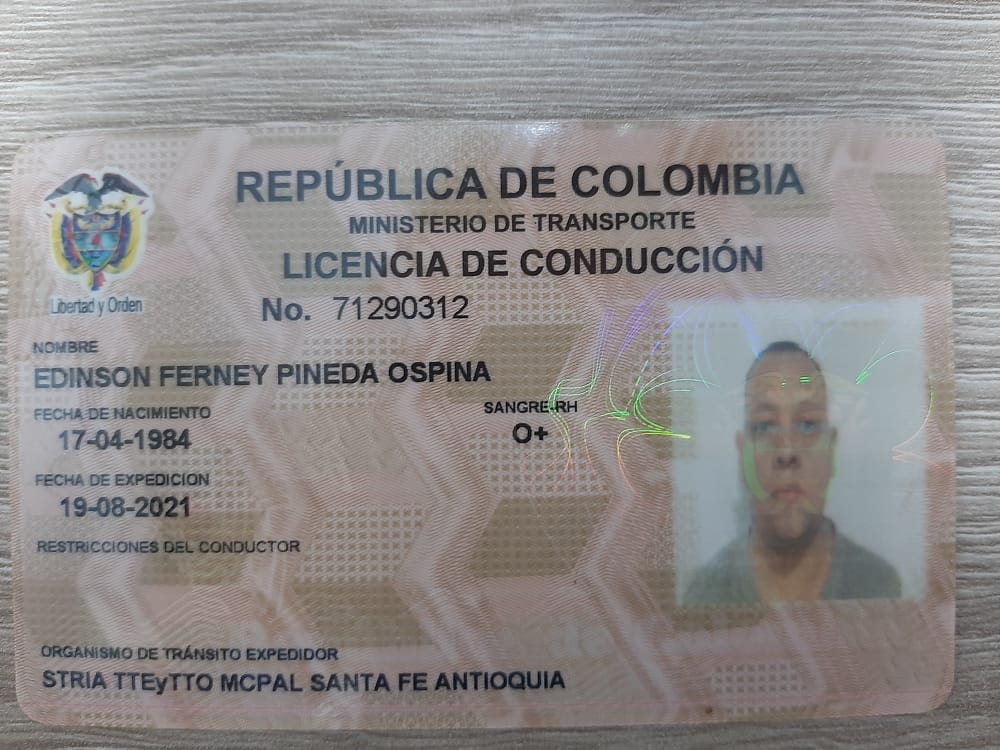 REPÚBLICA DE COLOMBIA
MINISTERIO DE TRANSPORTE
LICENCIA DE CONDUCCIÓN
Libertad y Orden
No. 71290312
NOMBRE
EDINSON FERNEY PINEDA OSPINA
FECHA DE NACIMIENTO
17-04-1984
SANGRE-RH
O+
FECHA DE EXPEDICION
19-08-2021
RESTRICCIONES DEL CONDUCTOR
ORGANISMO DE TRÁNSITO EXPEDIDOR
STRIA TTEyTTO MCPAL SANTA FE ANTIOQUIA